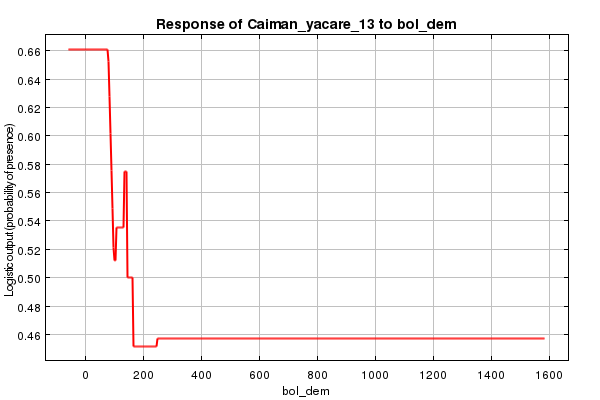 Response of Caiman_yacare_13 to bol_dem
Logistic output (probability of presence)
0.66
0.64
0.62
0.60
0.58
0.56
0.54
0.52
0.50
0.48
0.46
0 200 400 600 800 1000 1200 1400 1600
bol_dem